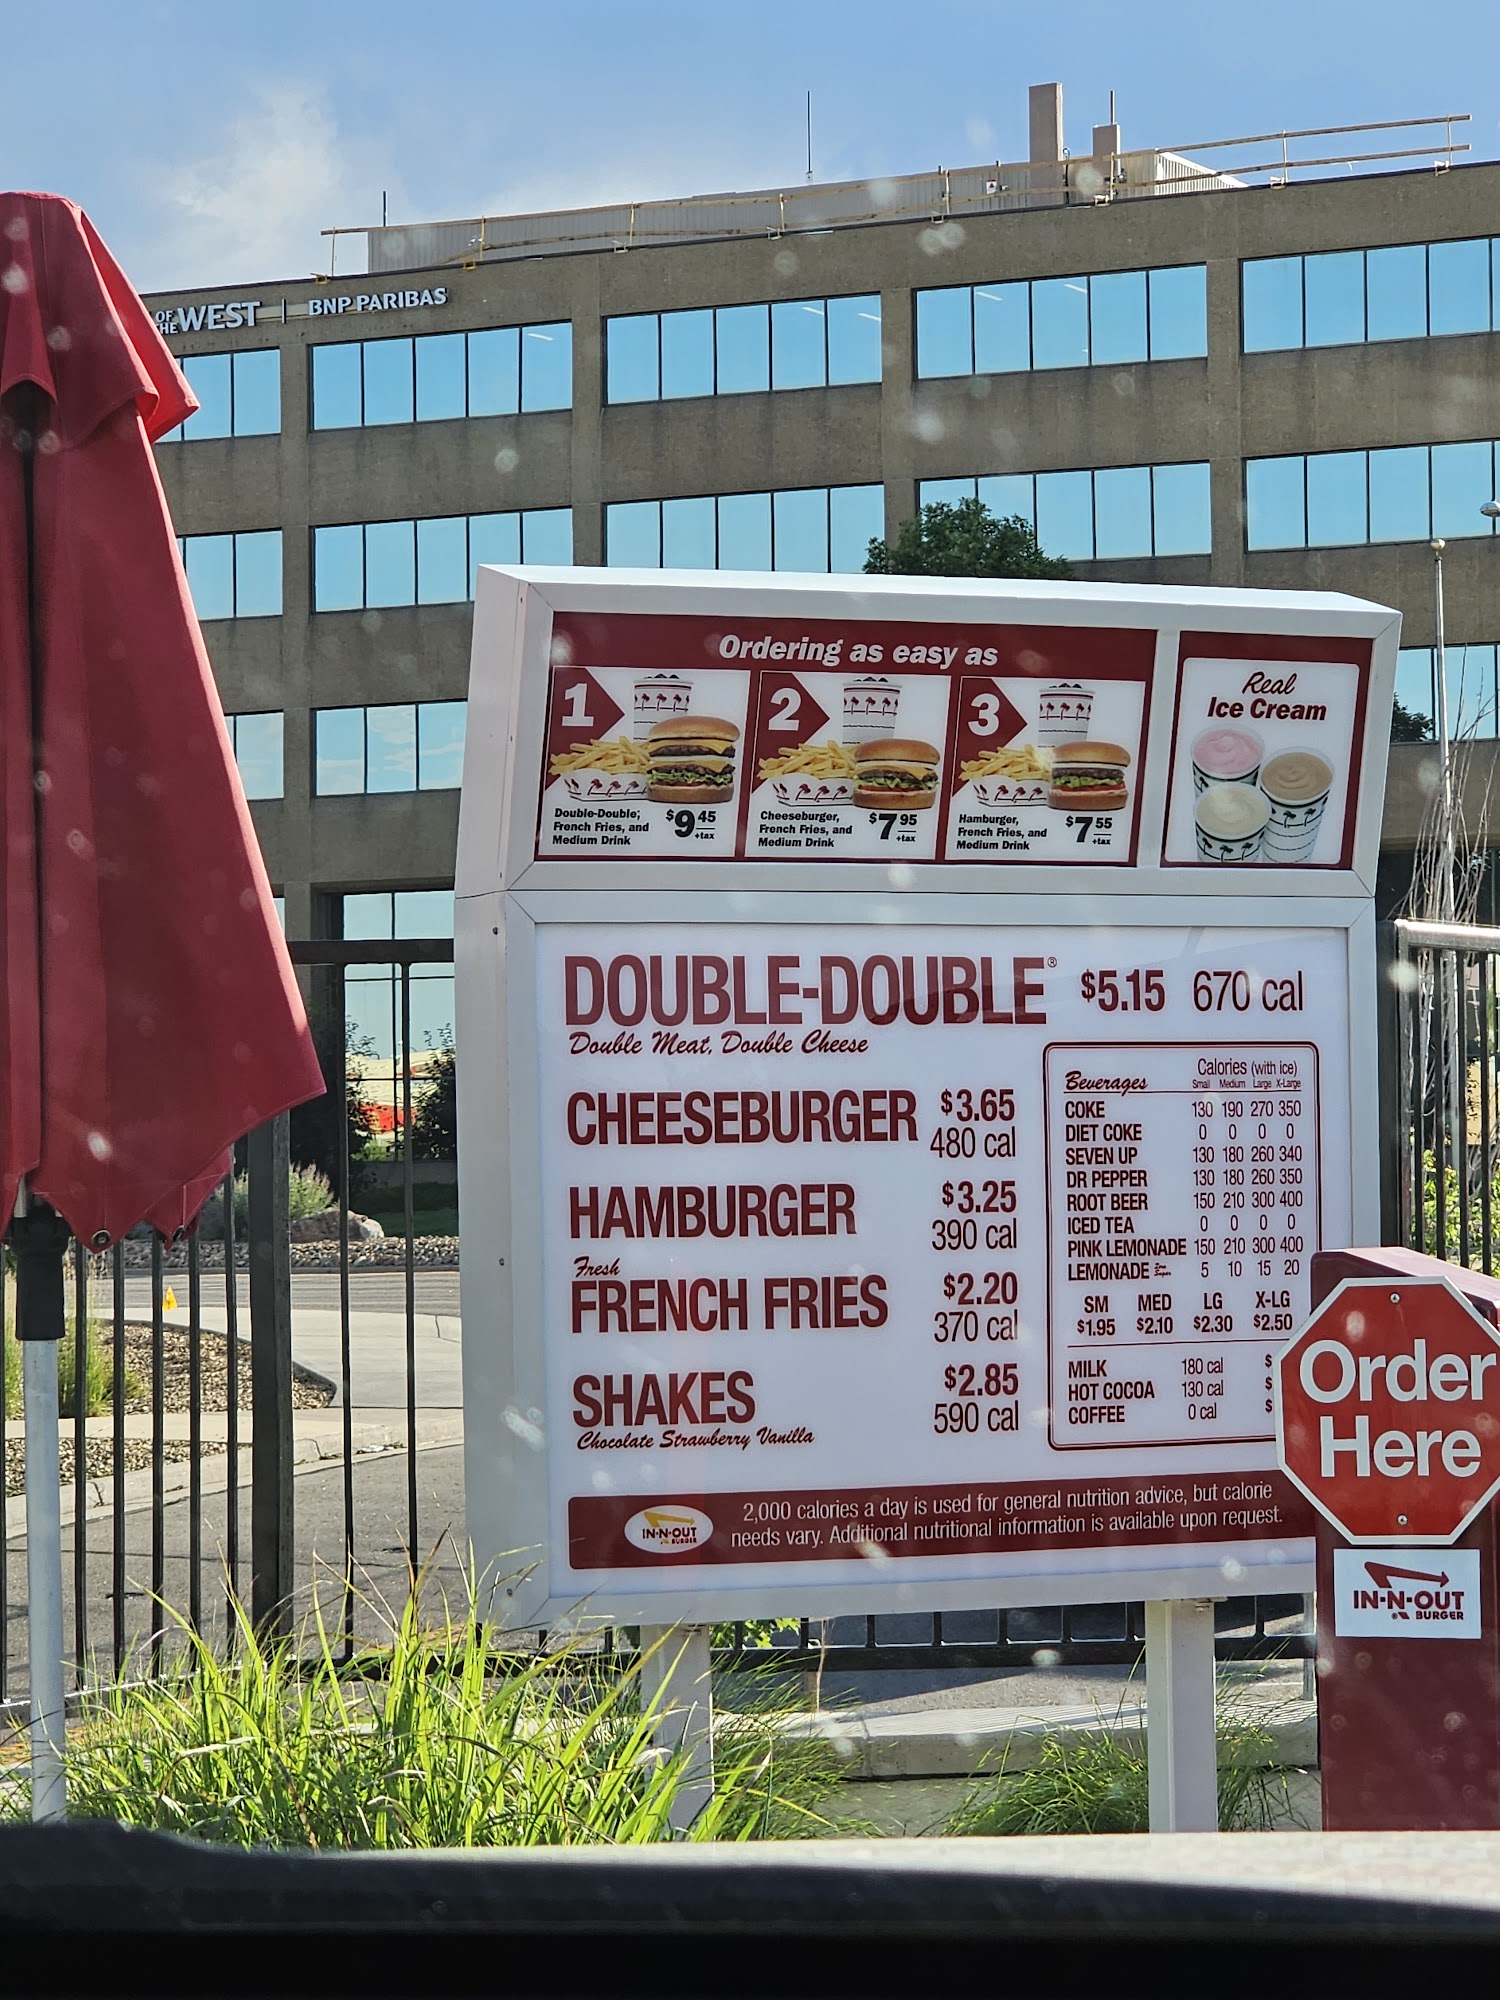 OF
THE WEST | BNP PARIBAS
Ordering as easy as
1
Double-Double,
French Fries, and
Medium Drink
$9 45
+tax
2
Cheeseburger,
French Fries, and
Medium Drink
$7 95
+tax
3
Hamburger,
French Fries, and
Medium Drink
$7 55
+tax
Real
Ice Cream
DOUBLE-DOUBLE® $5.15 670 cal
Double Meat, Double Cheese
CHEESEBURGER $3.65
480 cal
HAMBURGER $3.25
390 cal
Fresh
FRENCH FRIES $2.20
370 cal
SHAKES $2.85
590 cal
Chocolate Strawberry Vanilla
Calories (with ice)
Beverages Small Medium Large X-Large
COKE 130 190 270 350
DIET COKE 0 0 0 0
SEVEN UP 130 180 260 340
DR PEPPER 130 180 260 350
ROOT BEER 150 210 300 400
ICED TEA 0 0 0 0
PINK LEMONADE 150 210 300 400
LEMONADE Zero Sugar 5 10 15 20
SM MED LG X-LG
$1.95 $2.10 $2.30 $2.50
MILK 180 cal $
HOT COCOA 130 cal $
COFFEE 0 cal $
IN-N-OUT
BURGER
2,000 calories a day is used for general nutrition advice, but calorie
needs vary. Additional nutritional information is available upon request.
Order
Here
IN-N-OUT
BURGER